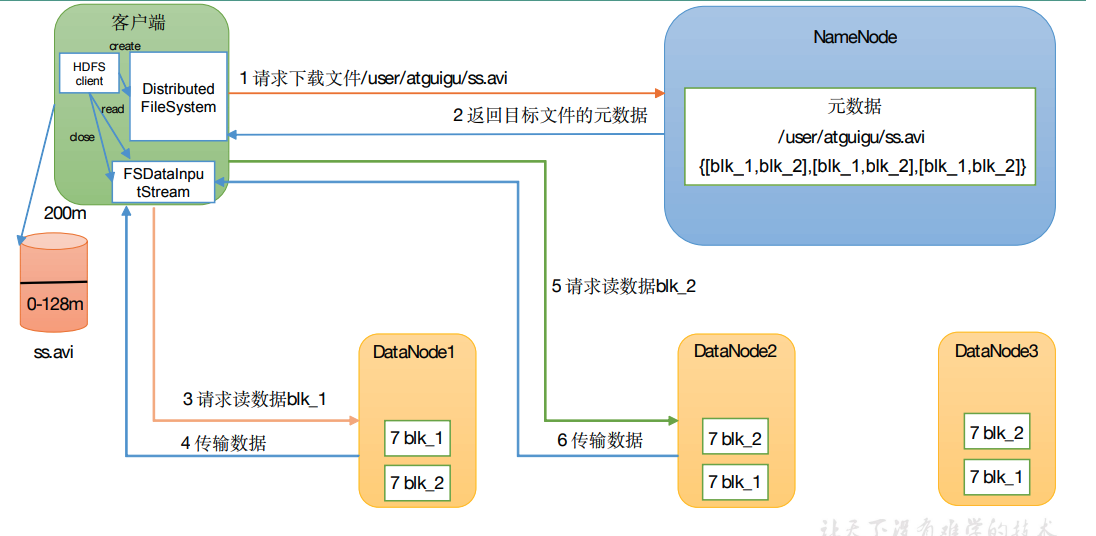 客户端
create
HDFS
client
Distributed
FileSystem
read
close
FSDataInpu
tStream
1 请求下载文件/user/atguigu/ss.avi
2 返回目标文件的元数据
NameNode
元数据
/user/atguigu/ss.avi
{[blk_1,blk_2],[blk_1,blk_2],[blk_1,blk_2]}
200m
0-128m
ss.avi
5 请求读数据blk_2
3 请求读数据blk_1
4 传输数据
DataNode1
7 blk_1
7 blk_2
6 传输数据
DataNode2
7 blk_2
7 blk_1
DataNode3
7 blk_2
7 blk_1
让天下没有难学的技术